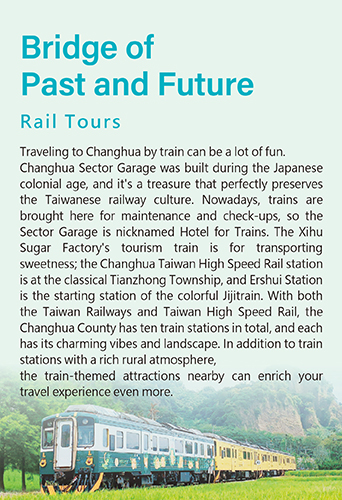 Bridge of
Past and Future
Rail Tours
Traveling to Changhua by train can be a lot of fun.
Changhua Sector Garage was built during the Japanese
colonial age, and it's a treasure that perfectly preserves
the Taiwanese railway culture. Nowadays, trains are
brought here for maintenance and check-ups, so the
Sector Garage is nicknamed Hotel for Trains. The Xihu
Sugar Factory's tourism train is for transporting
sweetness; the Changhua Taiwan High Speed Rail station
is at the classical Tianzhong Township, and Ershui Station
is the starting station of the colorful Jijitrain. With both
the Taiwan Railways and Taiwan High Speed Rail, the
Changhua County has ten train stations in total, and each
has its charming vibes and landscape. In addition to train
stations with a rich rural atmosphere,
the train-themed attractions nearby can enrich your
travel experience even more.